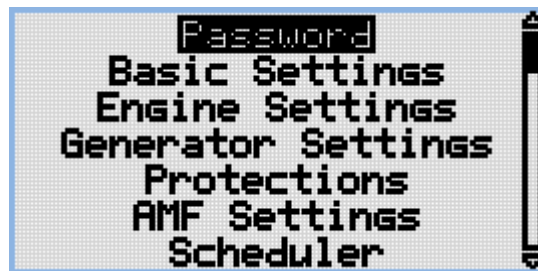 Password
Basic Settings
Engine Settings
Generator Settings
Protections
AMF Settings
Scheduler